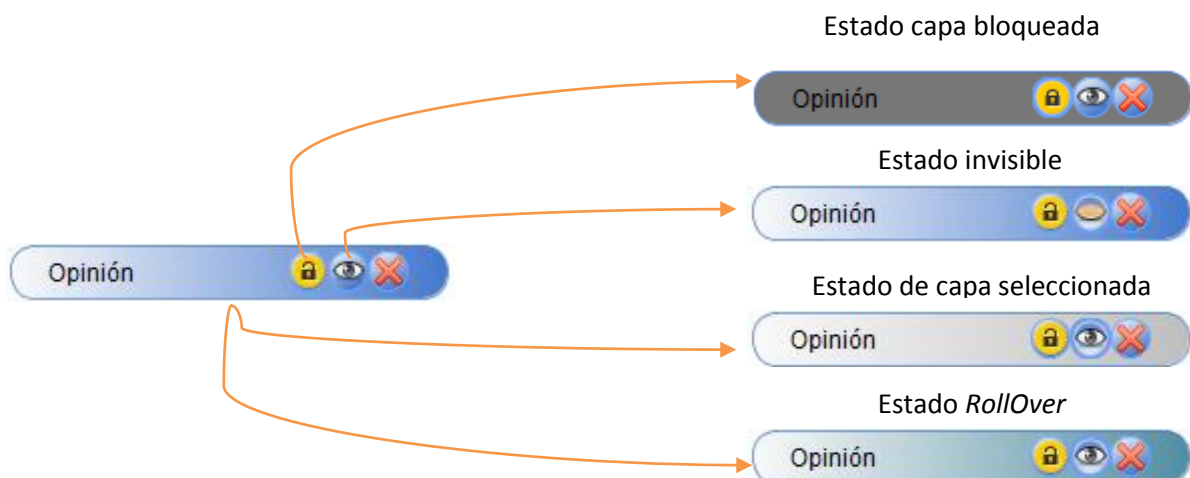 Estado capa bloqueada
Opinión
Estado invisible
Opinión
Opinión
Estado de capa seleccionada
Opinión
Estado RollOver
Opinión